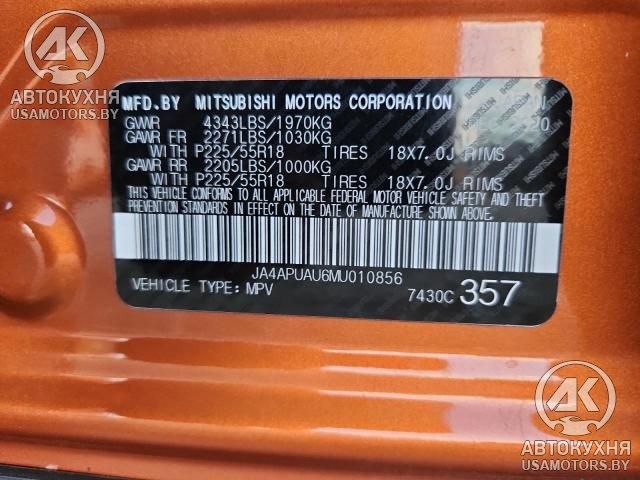 АК
АВТОКУХНЯ
USAMOTORS.BY
MFD.BY MITSUBISHI MOTORS CORPORATION
GVWR 4343LBS/1970KG 20
GAWR FR 2271LBS/1030KG
WITH P225/55R18 TIRES 18X7.0J RIMS
GAWR RR 2205LBS/1000KG
WITH P225/55R18 TIRES 18X7.0J RIMS
THIS VEHICLE CONFORMS TO ALL APPLICABLE FEDERAL MOTOR VEHICLE SAFETY AND THEFT
PREVENTION STANDARDS IN EFFECT ON THE DATE OF MANUFACTURE SHOWN ABOVE.
JA4APUAU6MU010856
VEHICLE TYPE: MPV 7430C 357
АК
АВТОКУХНЯ
USAMOTORS.BY